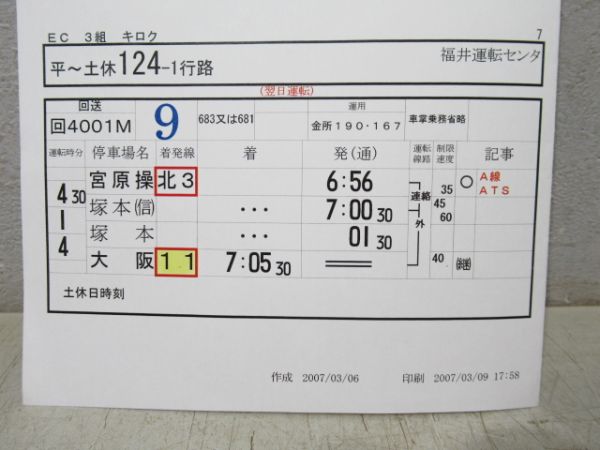 EC 3組 キロク 7
平〜土休124-1行路 福井運転センタ
(翌日運転)
回送 運用
回4001M 9 683又は681 金所190・167 車掌乗務省略
運転時分 停車場名 着発線 着 発(通) 運転線路 制限速度 記事
4 30 宮原操 北3 6:56 連絡 35 ○ A線 ATS
1 塚本(信) ・・・ 7:00 30 外 45 60
4 塚本 ・・・ 01 30
大阪 11 7:05 30 40
土休日時刻
作成 2007/03/06 印刷 2007/03/09 17:58